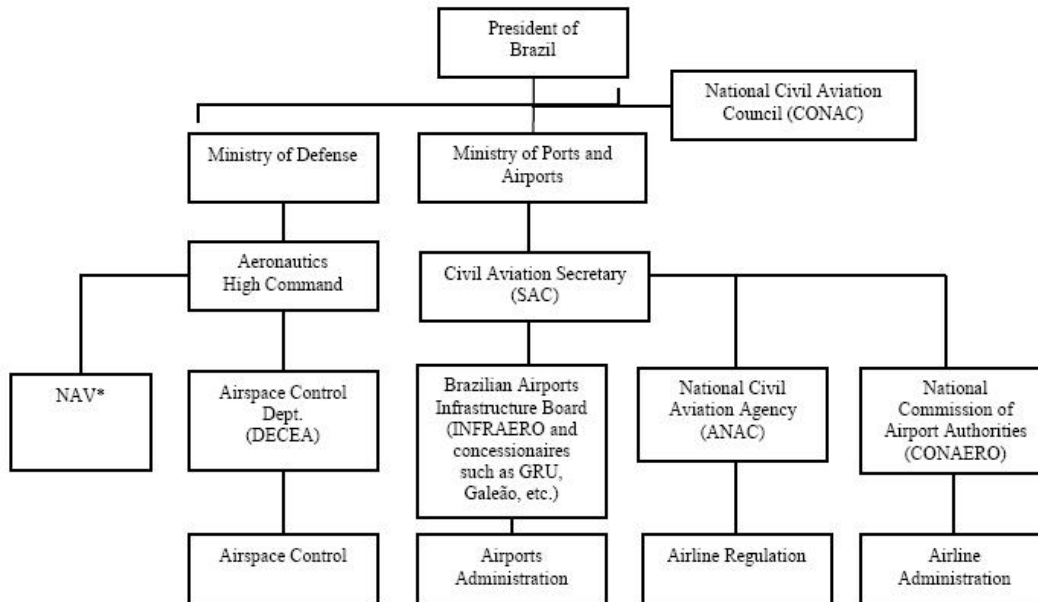 President of
Brazil
National Civil Aviation
Council (CONAC)
Ministry of Defense
Ministry of Ports and
Airports
Aeronautics
High Command
Civil Aviation Secretary
(SAC)
NAV*
Airspace Control
Dept.
(DECEA)
Brazilian Airports
Infrastructure Board
(INFRAERO and
concessionaires
such as GRU,
Galeão, etc.)
National Civil
Aviation Agency
(ANAC)
National
Commission of
Airport Authorities
(CONAERO)
Airspace Control
Airports
Administration
Airline Regulation
Airline
Administration